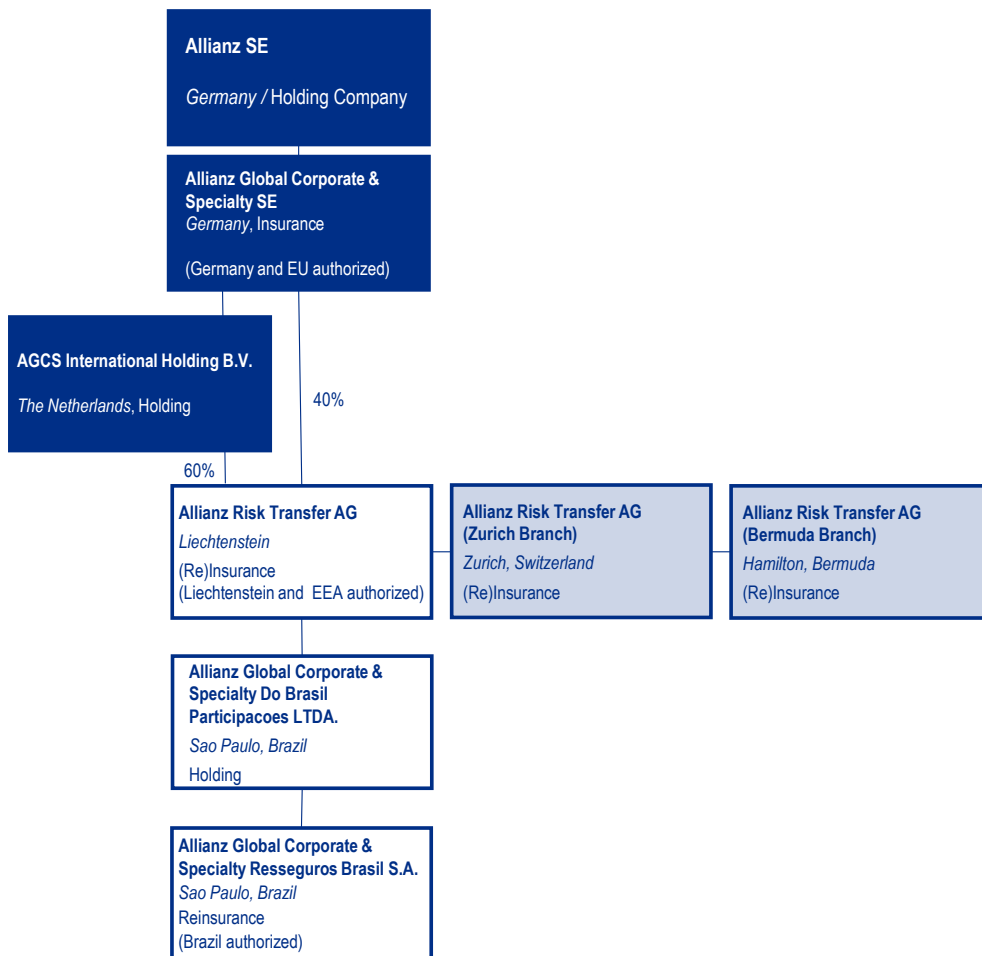 Allianz SE
Germany / Holding Company
Allianz Global Corporate &
Specialty SE
Germany, Insurance
(Germany and EU authorized)
AGCS International Holding B.V.
The Netherlands, Holding
40%
60%
Allianz Risk Transfer AG
Liechtenstein
(Re)Insurance
(Liechtenstein and EEA authorized)
Allianz Risk Transfer AG
(Zurich Branch)
Zurich, Switzerland
(Re)Insurance
Allianz Risk Transfer AG
(Bermuda Branch)
Hamilton, Bermuda
(Re)Insurance
Allianz Global Corporate &
Specialty Do Brasil
Participacoes LTDA.
Sao Paulo, Brazil
Holding
Allianz Global Corporate &
Specialty Resseguros Brasil S.A.
Sao Paulo, Brazil
Reinsurance
(Brazil authorized)